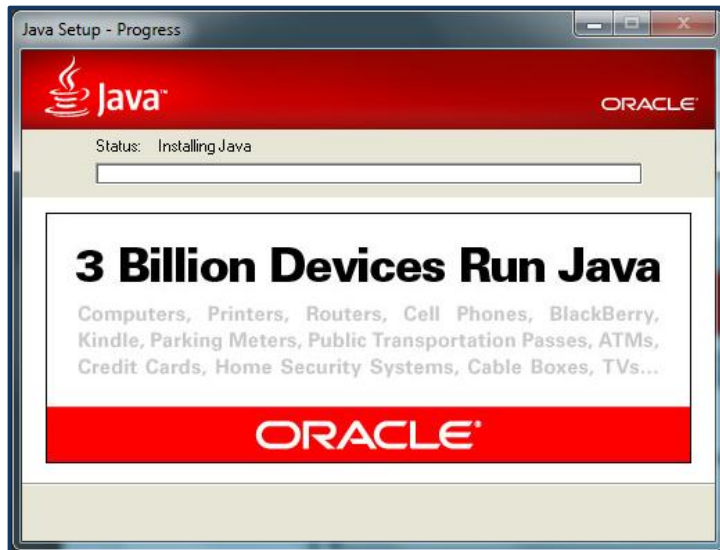 Java Setup - Progress
Java™
ORACLE®
Status: Installing Java
3 Billion Devices Run Java
Computers, Printers, Routers, Cell Phones, BlackBerry,
Kindle, Parking Meters, Public Transportation Passes, ATMs,
Credit Cards, Home Security Systems, Cable Boxes, TVs...
ORACLE®